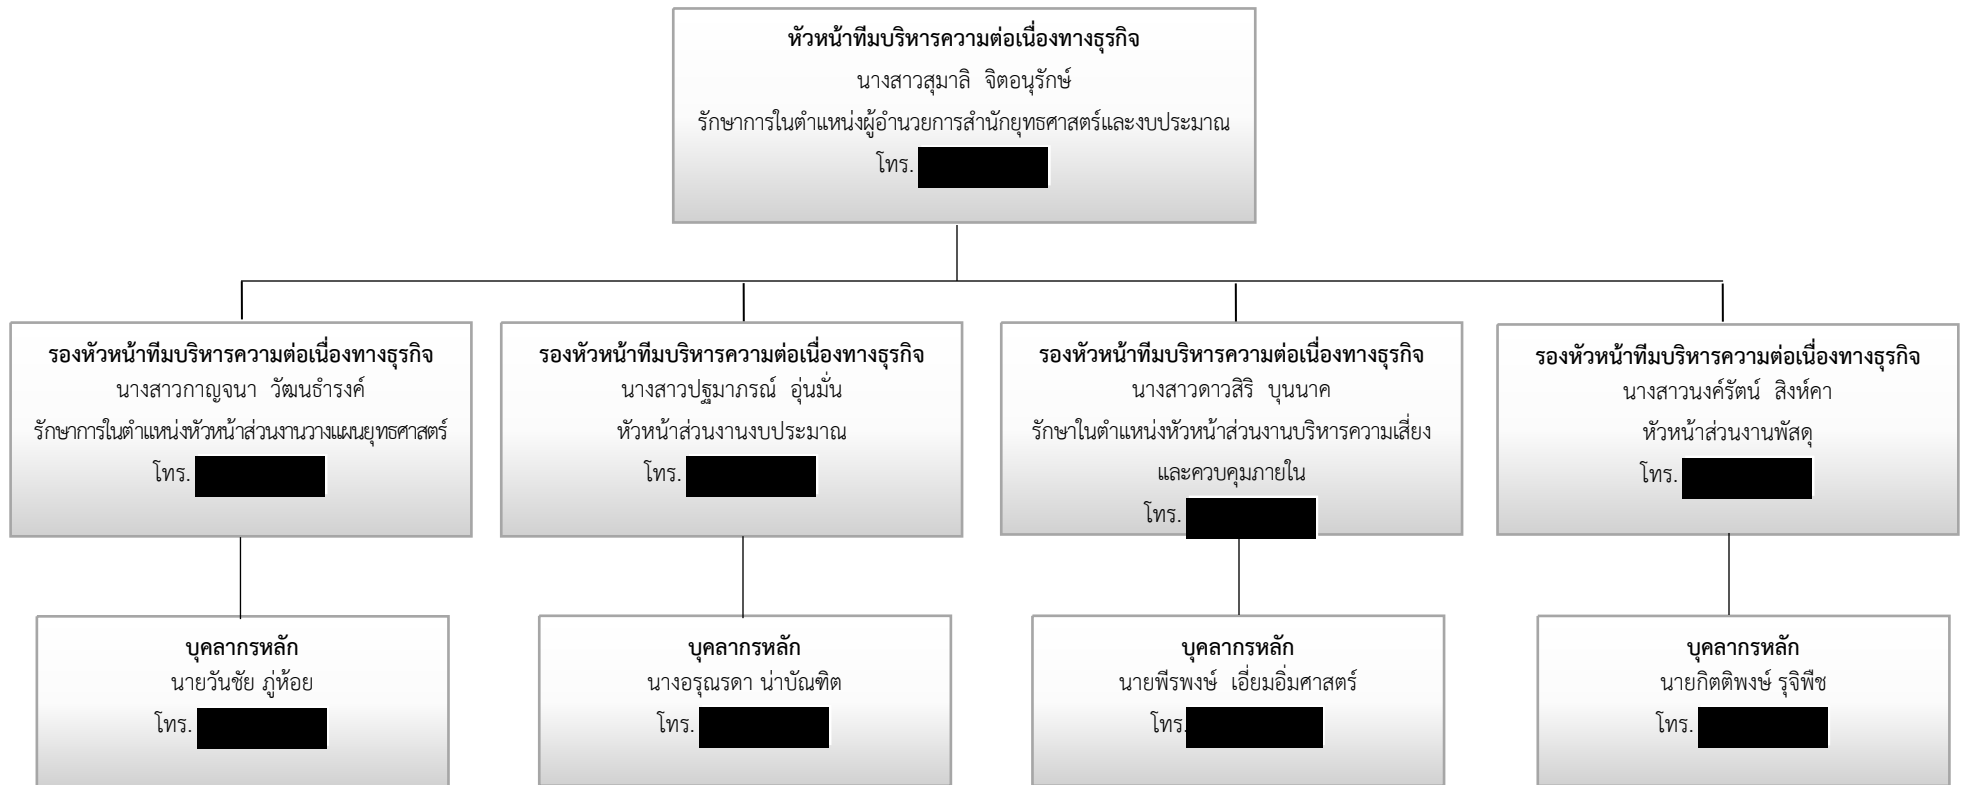 หัวหน้าทีมบริหารความต่อเนื่องทางธุรกิจ
นางสาวสุมาลิ จิตอนุรักษ์
รักษาการในตำแหน่งผู้อำนวยการสำนักยุทธศาสตร์และงบประมาณ
โทร.
รองหัวหน้าทีมบริหารความต่อเนื่องทางธุรกิจ
นางสาวกาญจนา วัฒนธำรงค์
รักษาการในตำแหน่งหัวหน้าส่วนงานวางแผนยุทธศาสตร์
โทร.
รองหัวหน้าทีมบริหารความต่อเนื่องทางธุรกิจ
นางสาวปฐมาภรณ์ อุ่นมั่น
หัวหน้าส่วนงานงบประมาณ
โทร.
รองหัวหน้าทีมบริหารความต่อเนื่องทางธุรกิจ
นางสาวดาวสิริ บุนนาค
รักษาในตำแหน่งหัวหน้าส่วนงานบริหารความเสี่ยง
และควบคุมภายใน
โทร.
รองหัวหน้าทีมบริหารความต่อเนื่องทางธุรกิจ
นางสาวนงค์รัตน์ สิงห์คา
หัวหน้าส่วนงานพัสดุ
โทร.
บุคลากรหลัก
นายวันชัย ภู่ห้อย
โทร.
บุคลากรหลัก
นางอรุณรดา น่าบัณฑิต
โทร.
บุคลากรหลัก
นายพีรพงษ์ เอี่ยมอิ่มศาสตร์
โทร.
บุคลากรหลัก
นายกิตติพงษ์ รุจิพืช
โทร.